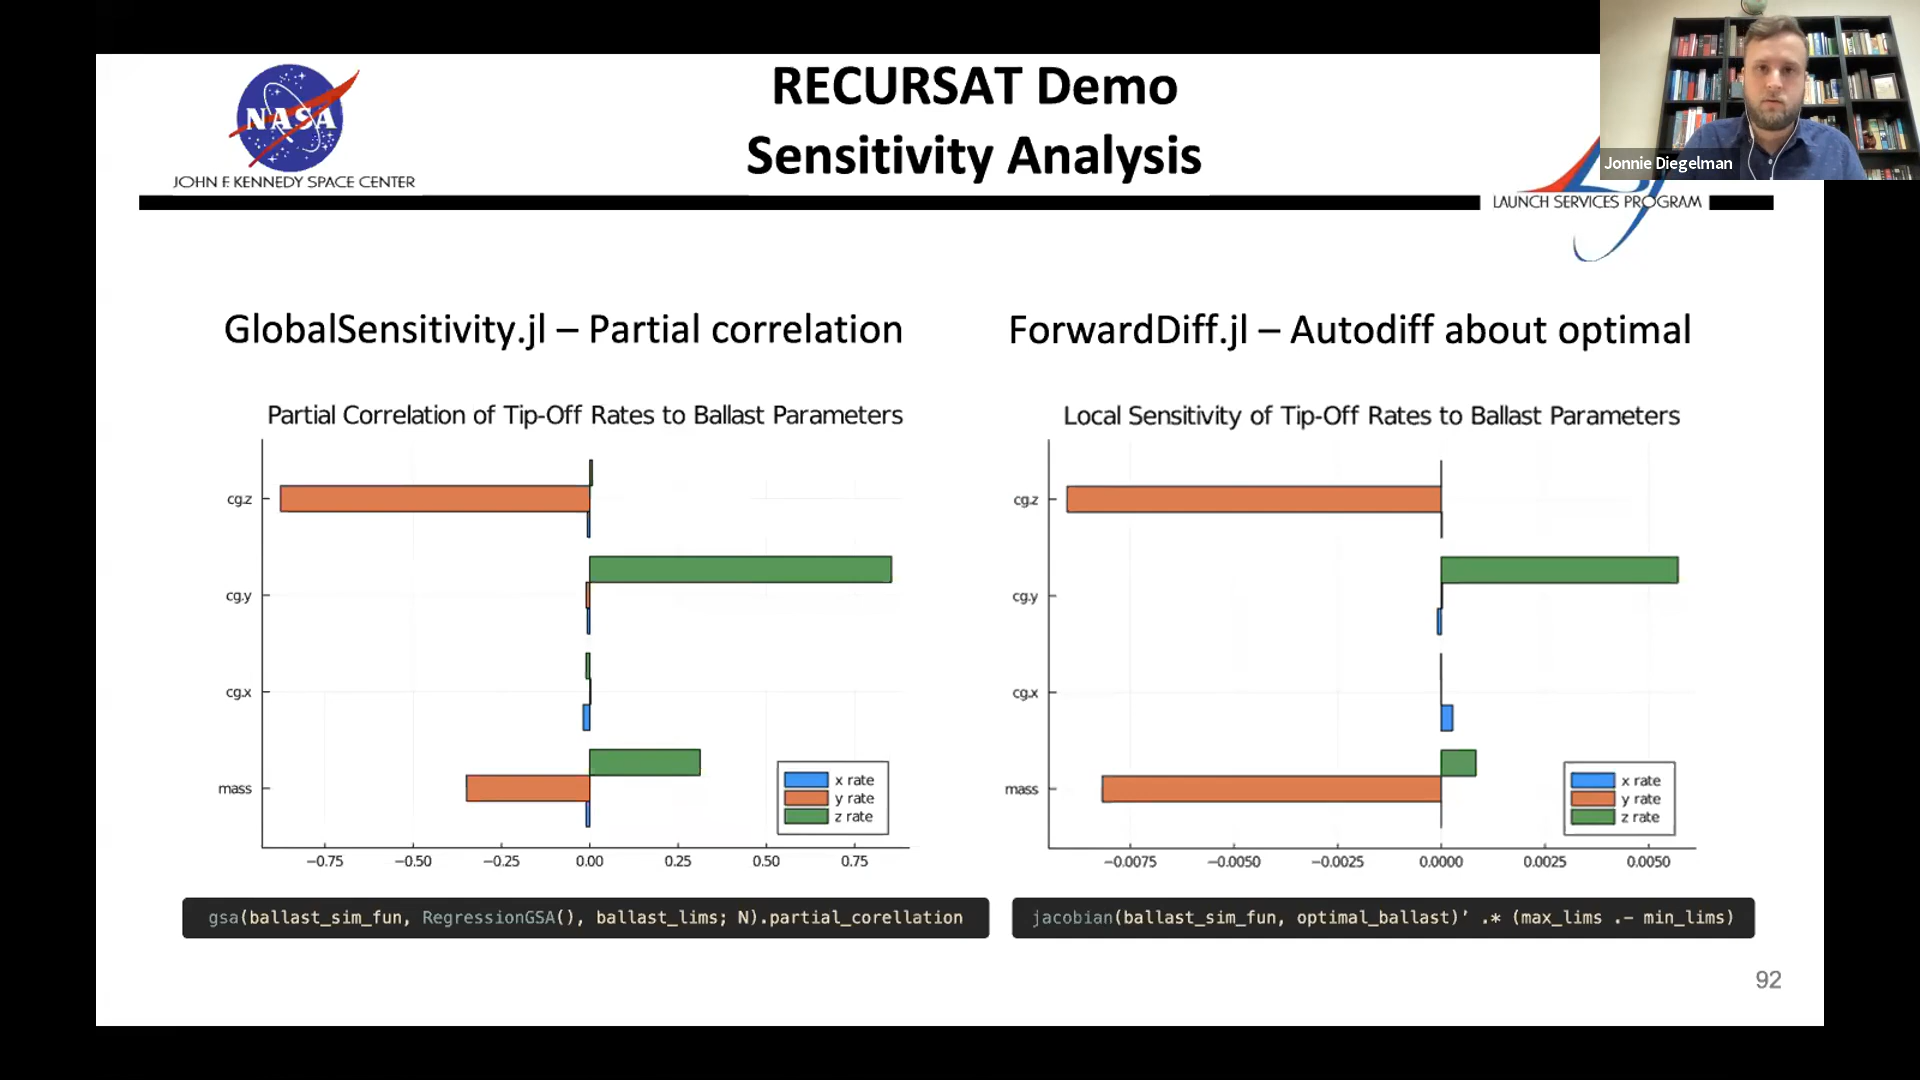 RECURSAT Demo
Sensitivity Analysis
NASA
JOHN F. KENNEDY SPACE CENTER
Jonnie Diegelman
LAUNCH SERVICES PROGRAM
GlobalSensitivity.jl – Partial correlation
Partial Correlation of Tip-Off Rates to Ballast Parameters
cg.z
cg.y
cg.x
mass
x rate
y rate
z rate
−0.75 −0.50 −0.25 0.00 0.25 0.50 0.75
gsa(ballast_sim_fun, RegressionGSA(), ballast_lims; N).partial_corellation
ForwardDiff.jl – Autodiff about optimal
Local Sensitivity of Tip-Off Rates to Ballast Parameters
cg.z
cg.y
cg.x
mass
x rate
y rate
z rate
−0.0075 −0.0050 −0.0025 0.0000 0.0025 0.0050
jacobian(ballast_sim_fun, optimal_ballast)’ .* (max_lims .- min_lims)
92